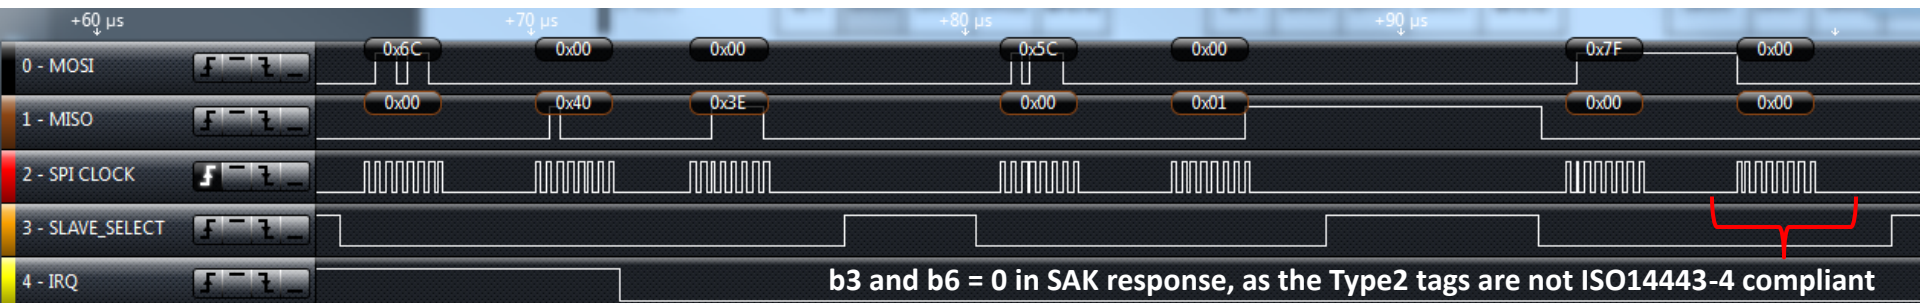 +60 µs +70 µs +80 µs +90 µs
0 - MOSI 0x6C 0x00 0x00 0x5C 0x00 0x7F 0x00
1 - MISO 0x00 0x40 0x3E 0x00 0x01 0x00 0x00
2 - SPI CLOCK
3 - SLAVE_SELECT
4 - IRQ
b3 and b6 = 0 in SAK response, as the Type2 tags are not ISO14443-4 compliant